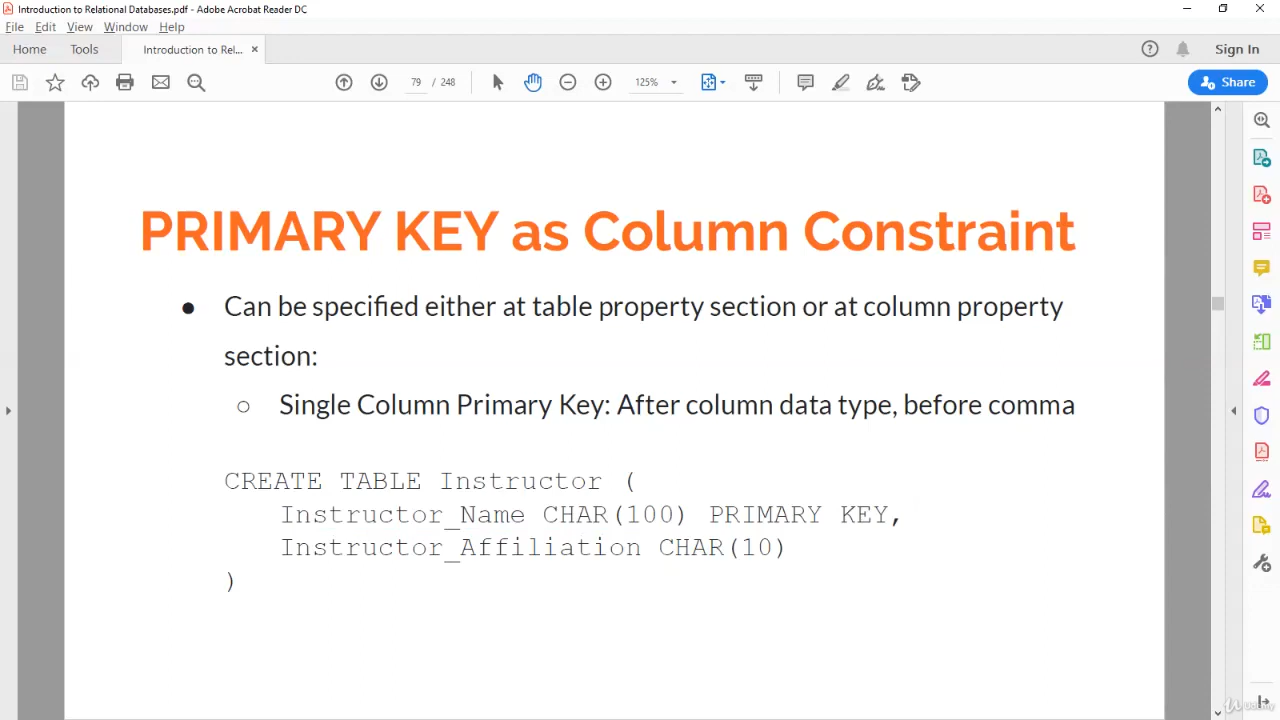 Introduction to Relational Databases.pdf - Adobe Acrobat Reader DC
File Edit View Window Help
Home Tools Introduction to Rel... × Sign In
79 / 248 125% Share
PRIMARY KEY as Column Constraint
● Can be specified either at table property section or at column property
section:
○ Single Column Primary Key: After column data type, before comma
CREATE TABLE Instructor (
Instructor_Name CHAR(100) PRIMARY KEY,
Instructor_Affiliation CHAR(10)
)
Udemy